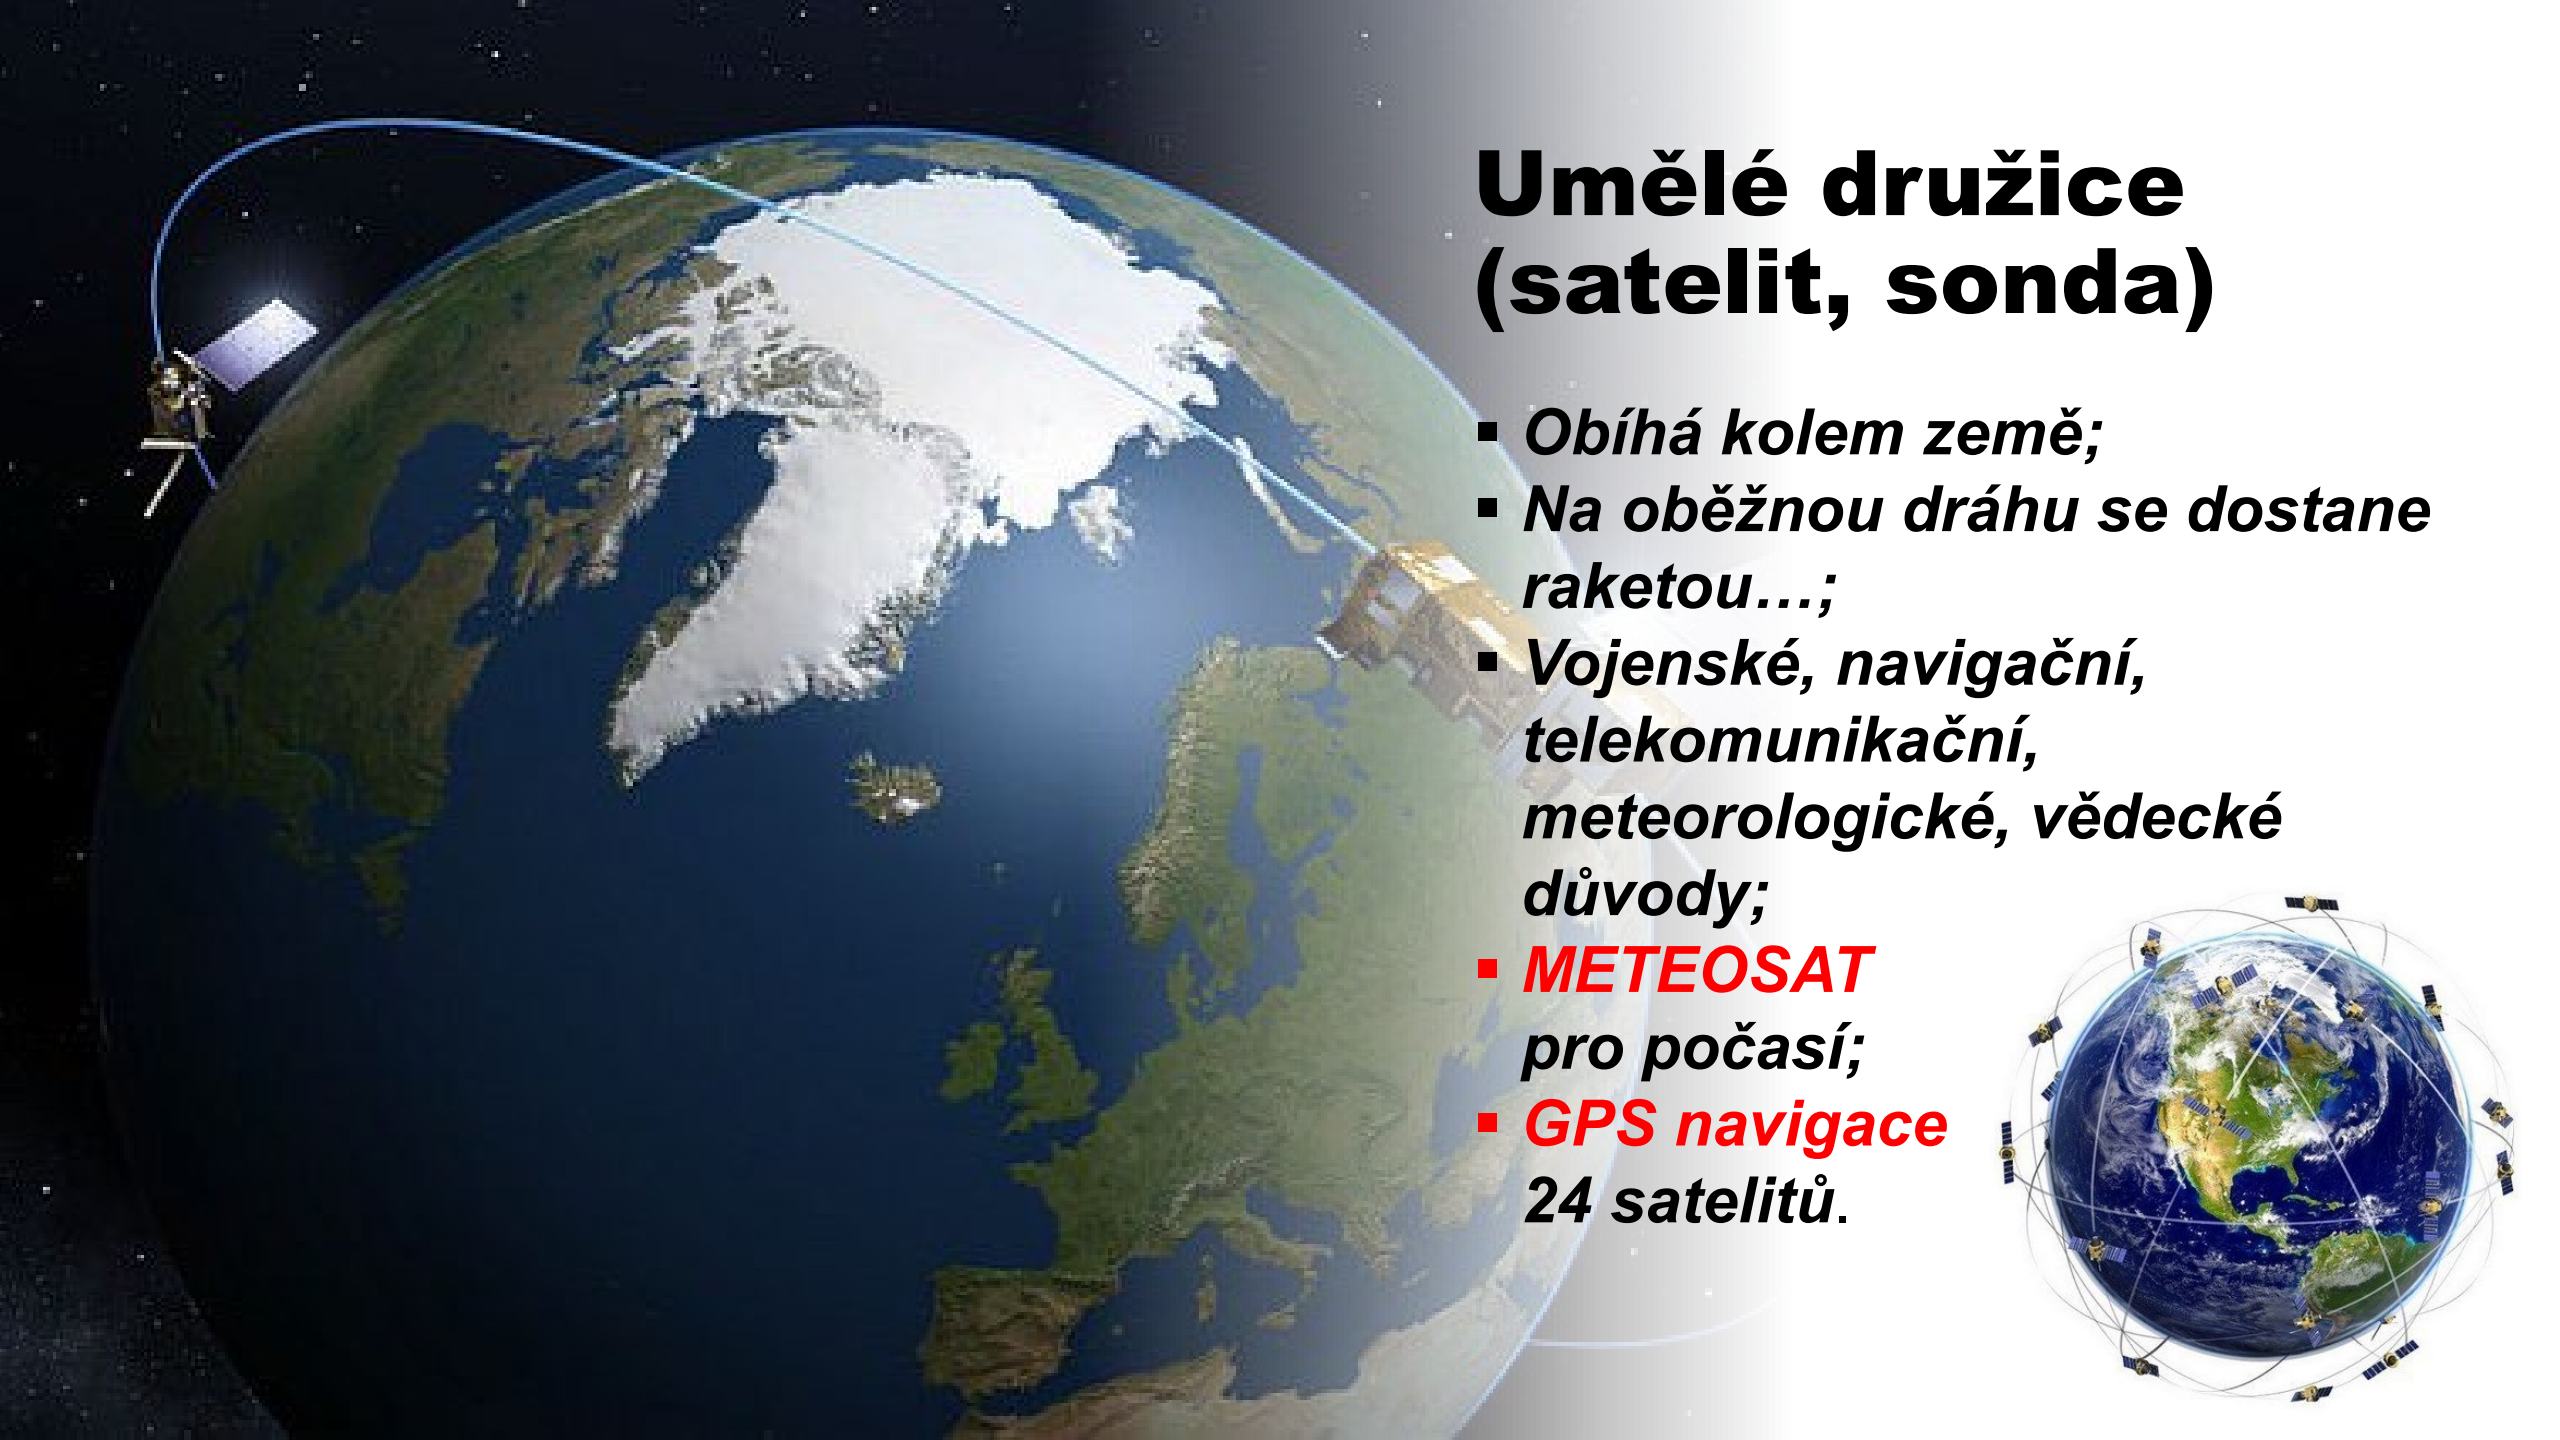 Umělé družice
(satelit, sonda)
▪ Obíhá kolem země;
▪ Na oběžnou dráhu se dostane
raketou…;
▪ Vojenské, navigační,
telekomunikační,
meteorologické, vědecké
důvody;
▪ METEOSAT
pro počasí;
▪ GPS navigace
24 satelitů.